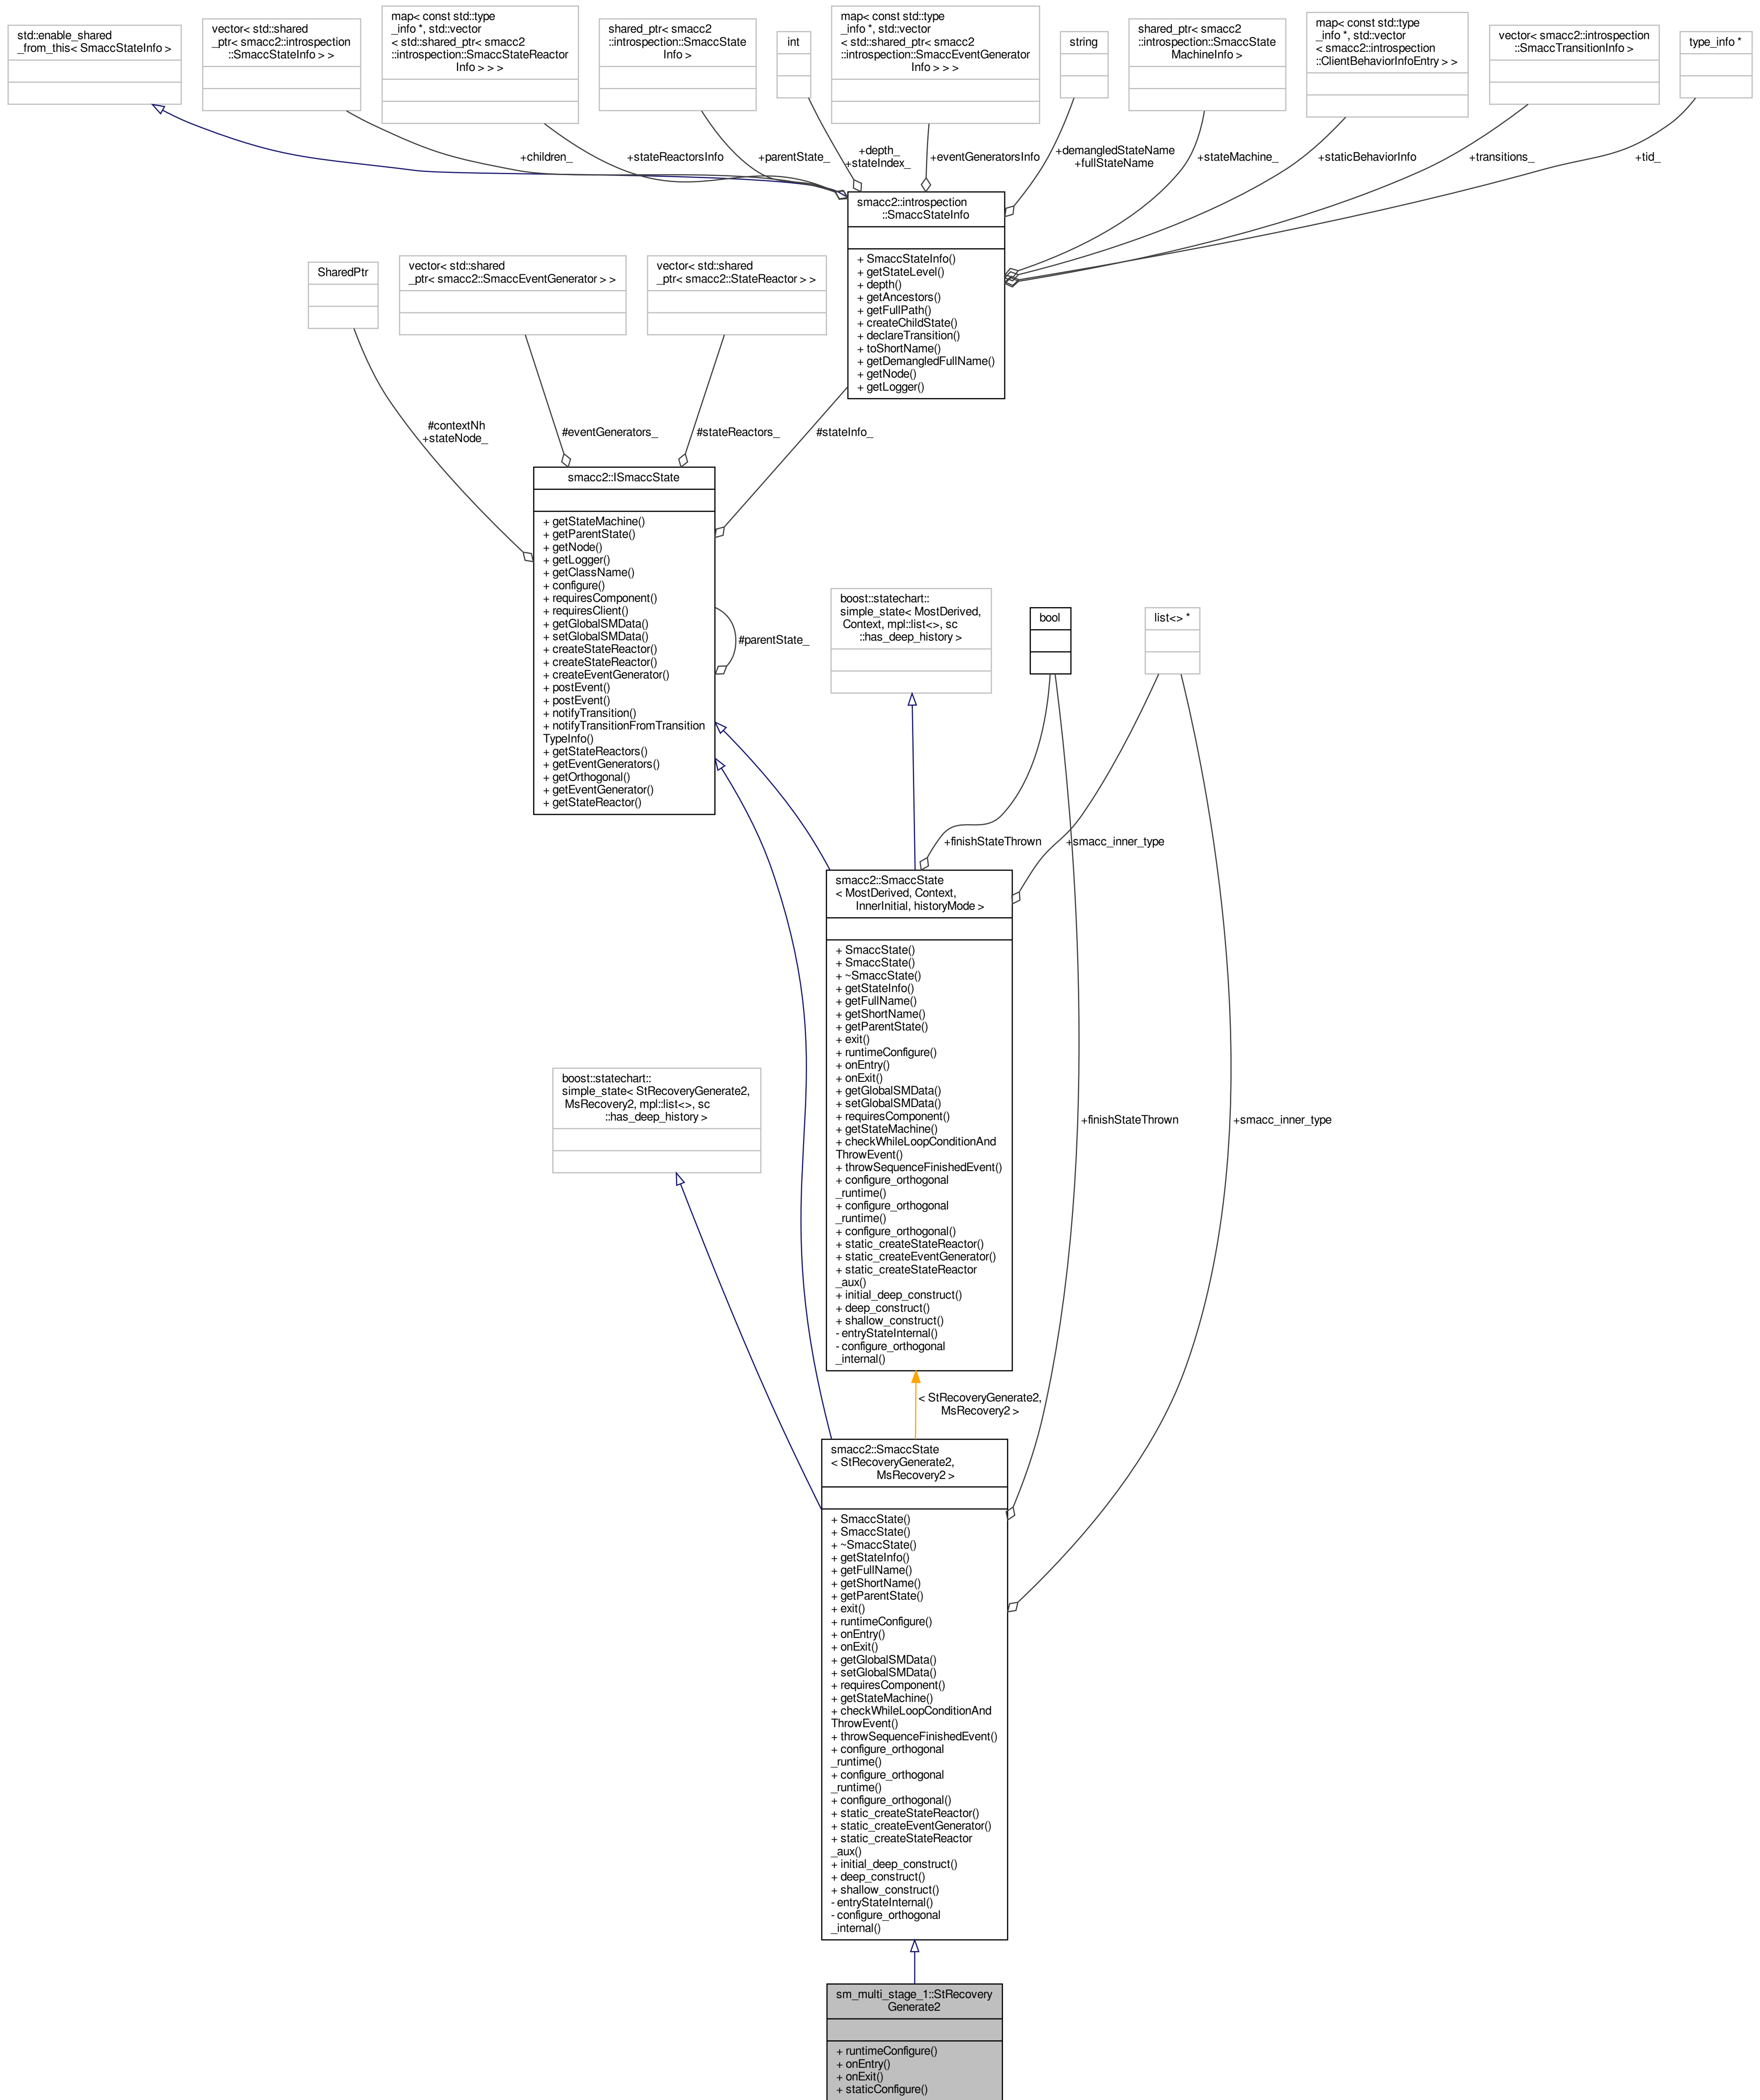 std::enable_shared
_from_this< SmaccStateInfo >
vector< std::shared
_ptr< smacc2::introspection
::SmaccStateInfo > >
map< const std::type
_info *, std::vector
< std::shared_ptr< smacc2
::introspection::SmaccStateReactor
Info > > >
shared_ptr< smacc2
::introspection::SmaccState
Info >
int
map< const std::type
_info *, std::vector
< std::shared_ptr< smacc2
::introspection::SmaccEventGenerator
Info > > >
string
shared_ptr< smacc2
::introspection::SmaccState
MachineInfo >
map< const std::type
_info *, std::vector
< smacc2::introspection
::ClientBehaviorInfoEntry > >
vector< smacc2::introspection
::SmaccTransitionInfo >
type_info *
+children_
+stateReactorsInfo
+parentState_
+depth_
+stateIndex_
+eventGeneratorsInfo
+demangledStateName
+fullStateName
+stateMachine_
+staticBehaviorInfo
+transitions_
+tid_
smacc2::introspection
::SmaccStateInfo
+ SmaccStateInfo()
+ getStateLevel()
+ depth()
+ getAncestors()
+ getFullPath()
+ createChildState()
+ declareTransition()
+ toShortName()
+ getDemangledFullName()
+ getNode()
+ getLogger()
SharedPtr
vector< std::shared
_ptr< smacc2::SmaccEventGenerator > >
vector< std::shared
_ptr< smacc2::StateReactor > >
#contextNh
+stateNode_
#eventGenerators_
#stateReactors_
#stateInfo_
smacc2::ISmaccState
+ getStateMachine()
+ getParentState()
+ getNode()
+ getLogger()
+ getClassName()
+ configure()
+ requiresComponent()
+ requiresClient()
+ getGlobalSMData()
+ setGlobalSMData()
+ createStateReactor()
+ createStateReactor()
+ createEventGenerator()
+ postEvent()
+ postEvent()
+ notifyTransition()
+ notifyTransitionFromTransition
TypeInfo()
+ getStateReactors()
+ getEventGenerators()
+ getOrthogonal()
+ getEventGenerator()
+ getStateReactor()
#parentState_
boost::statechart::
simple_state< MostDerived,
Context, mpl::list<>, sc
::has_deep_history >
bool
list<> *
+finishStateThrown
+smacc_inner_type
smacc2::SmaccState
< MostDerived, Context,
InnerInitial, historyMode >
+ SmaccState()
+ SmaccState()
+ ~SmaccState()
+ getStateInfo()
+ getFullName()
+ getShortName()
+ getParentState()
+ exit()
+ runtimeConfigure()
+ onEntry()
+ onExit()
+ getGlobalSMData()
+ setGlobalSMData()
+ requiresComponent()
+ getStateMachine()
+ checkWhileLoopConditionAnd
ThrowEvent()
+ throwSequenceFinishedEvent()
+ configure_orthogonal
_runtime()
+ configure_orthogonal
_runtime()
+ configure_orthogonal()
+ static_createStateReactor()
+ static_createEventGenerator()
+ static_createStateReactor
_aux()
+ initial_deep_construct()
+ deep_construct()
+ shallow_construct()
- entryStateInternal()
- configure_orthogonal
_internal()
boost::statechart::
simple_state< StRecoveryGenerate2,
MsRecovery2, mpl::list<>, sc
::has_deep_history >
+finishStateThrown
+smacc_inner_type
< StRecoveryGenerate2,
MsRecovery2 >
smacc2::SmaccState
< StRecoveryGenerate2,
MsRecovery2 >
+ SmaccState()
+ SmaccState()
+ ~SmaccState()
+ getStateInfo()
+ getFullName()
+ getShortName()
+ getParentState()
+ exit()
+ runtimeConfigure()
+ onEntry()
+ onExit()
+ getGlobalSMData()
+ setGlobalSMData()
+ requiresComponent()
+ getStateMachine()
+ checkWhileLoopConditionAnd
ThrowEvent()
+ throwSequenceFinishedEvent()
+ configure_orthogonal
_runtime()
+ configure_orthogonal
_runtime()
+ configure_orthogonal()
+ static_createStateReactor()
+ static_createEventGenerator()
+ static_createStateReactor
_aux()
+ initial_deep_construct()
+ deep_construct()
+ shallow_construct()
- entryStateInternal()
- configure_orthogonal
_internal()
sm_multi_stage_1::StRecovery
Generate2
+ runtimeConfigure()
+ onEntry()
+ onExit()
+ staticConfigure()